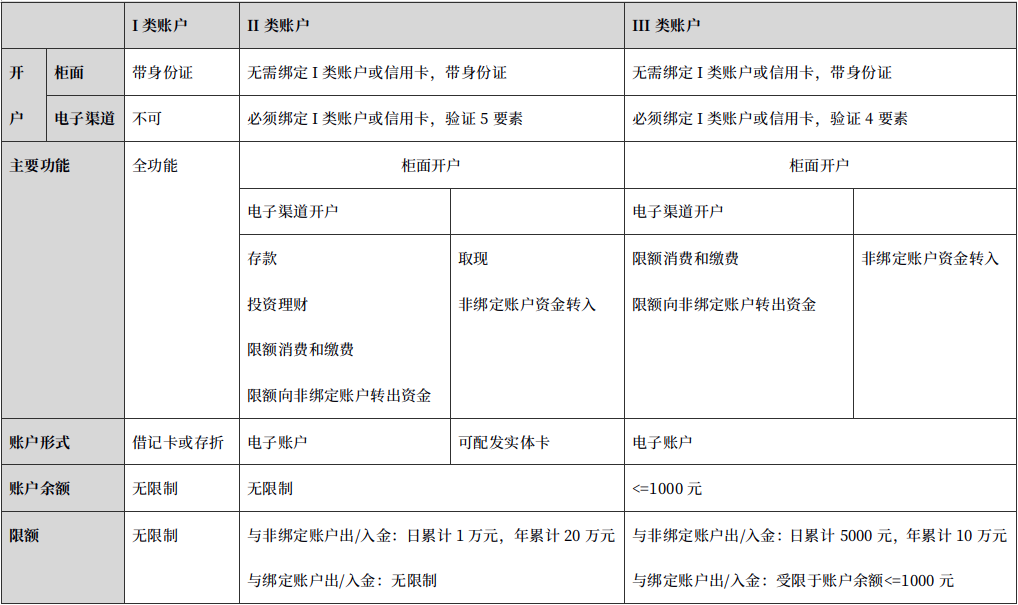 I 类账户 II 类账户 III 类账户
开 柜面 带身份证 无需绑定 I 类账户或信用卡，带身份证 无需绑定 I 类账户或信用卡，带身份证
户 电子渠道 不可 必须绑定 I 类账户或信用卡，验证 5 要素 必须绑定 I 类账户或信用卡，验证 4 要素
主要功能 全功能 柜面开户 柜面开户
电子渠道开户 电子渠道开户
存款 取现 限额消费和缴费 非绑定账户资金转入
投资理财 非绑定账户资金转入 限额向非绑定账户转出资金
限额消费和缴费
限额向非绑定账户转出资金
账户形式 借记卡或存折 电子账户 可配发实体卡 电子账户
账户余额 无限制 无限制 <=1000 元
限额 无限制 与非绑定账户出/入金：日累计 1 万元，年累计 20 万元 与非绑定账户出/入金：日累计 5000 元，年累计 10 万元
与绑定账户出/入金：无限制 与绑定账户出/入金：受限于账户余额<=1000 元